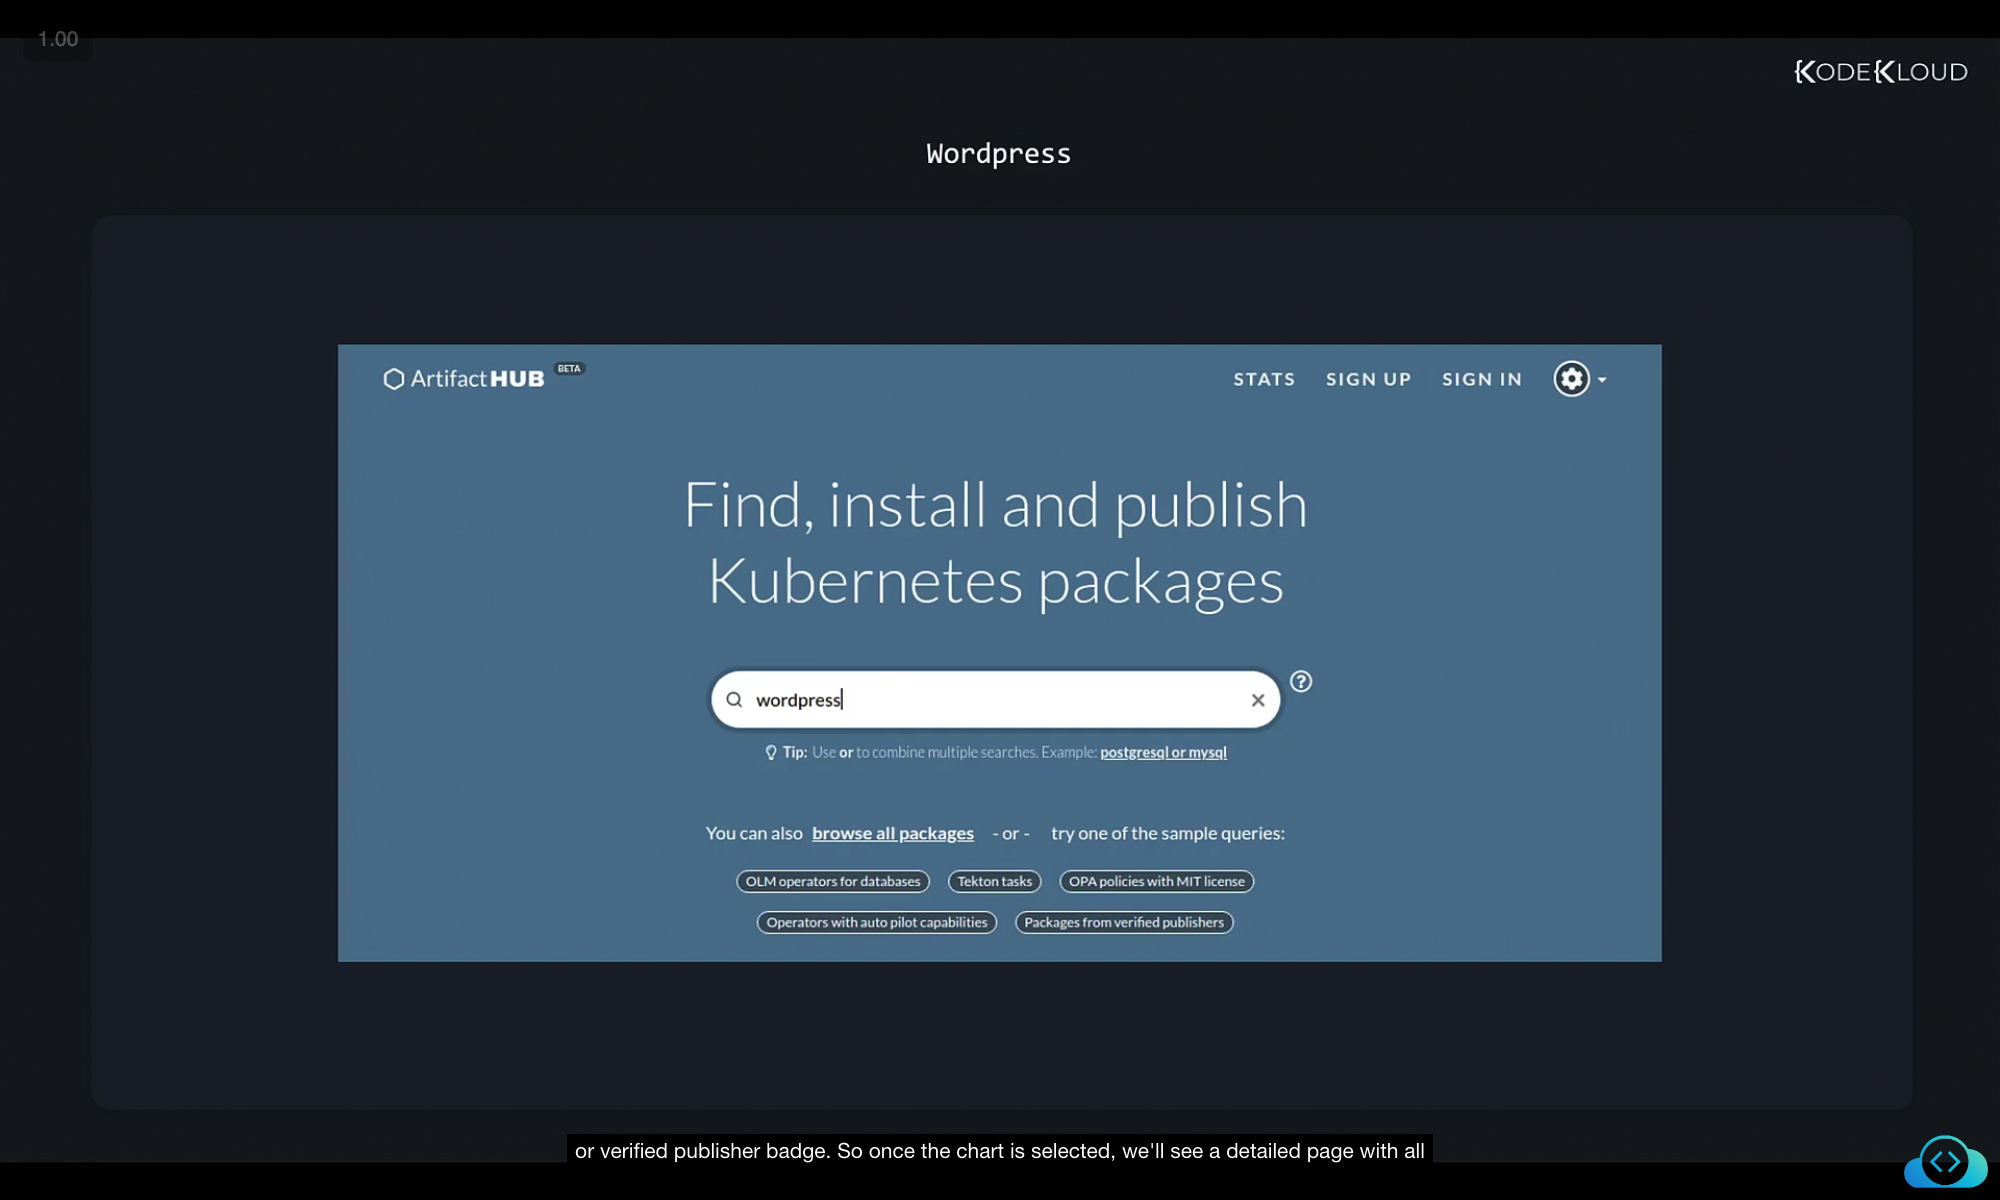 1.00
KODEKLOUD
Wordpress
ArtifactHUB BETA
STATS SIGN UP SIGN IN
Find, install and publish
Kubernetes packages
wordpress
Tip: Use or to combine multiple searches. Example: postgresql or mysql
You can also browse all packages - or - try one of the sample queries:
OLM operators for databases Tekton tasks OPA policies with MIT license
Operators with auto pilot capabilities Packages from verified publishers
or verified publisher badge. So once the chart is selected, we'll see a detailed page with all